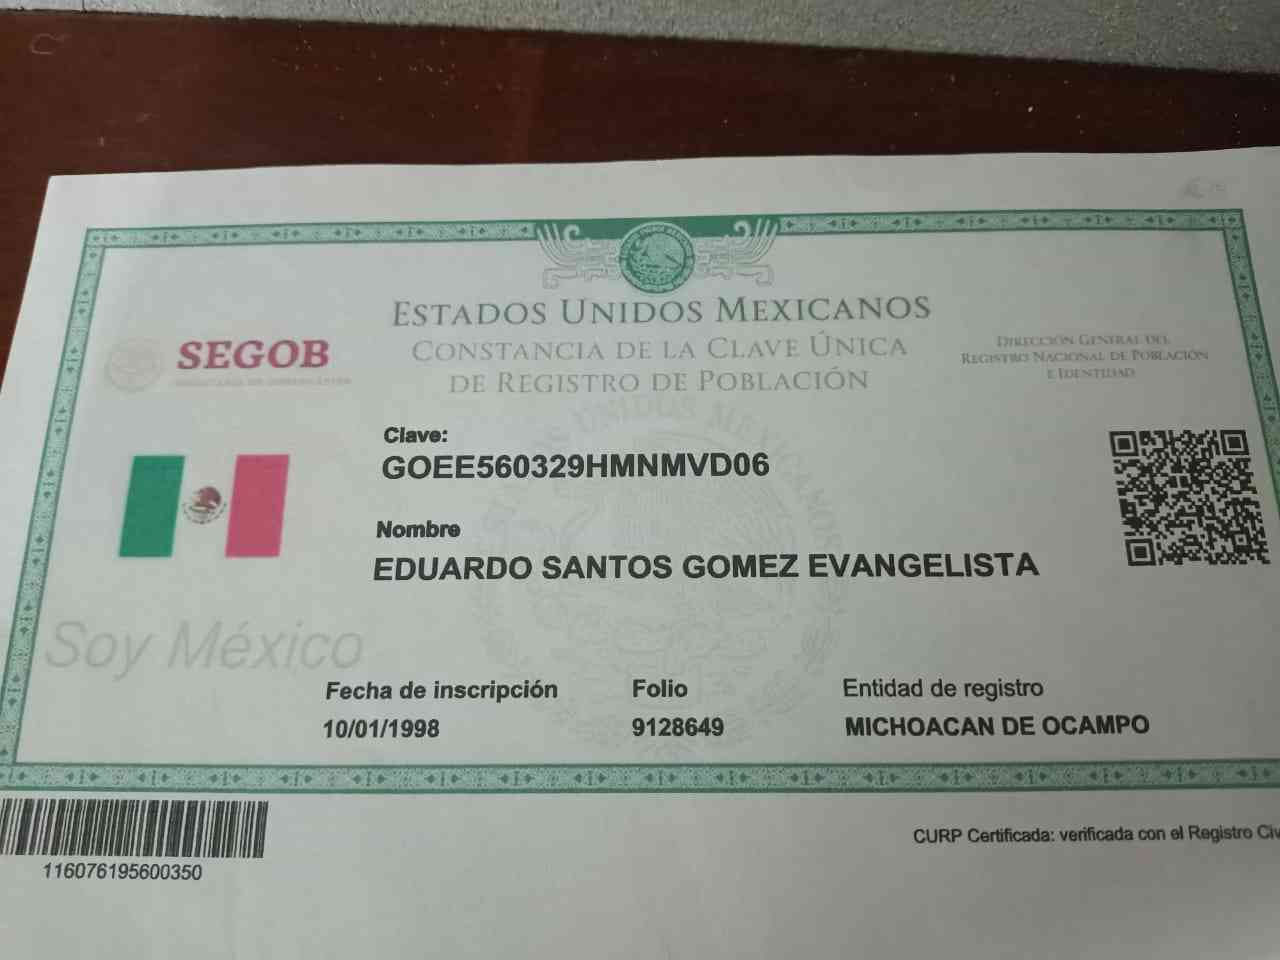 ESTADOS UNIDOS MEXICANOS
CONSTANCIA DE LA CLAVE ÚNICA
DE REGISTRO DE POBLACIÓN
SEGOB
DIRECCIÓN GENERAL DEL
REGISTRO NACIONAL DE POBLACIÓN
E IDENTIDAD
Clave:
GOEE560329HMNMVD06
Nombre
EDUARDO SANTOS GOMEZ EVANGELISTA
Soy México
Fecha de inscripción
10/01/1998
Folio
9128649
Entidad de registro
MICHOACAN DE OCAMPO
116076195600350
CURP Certificada: verificada con el Registro Civ